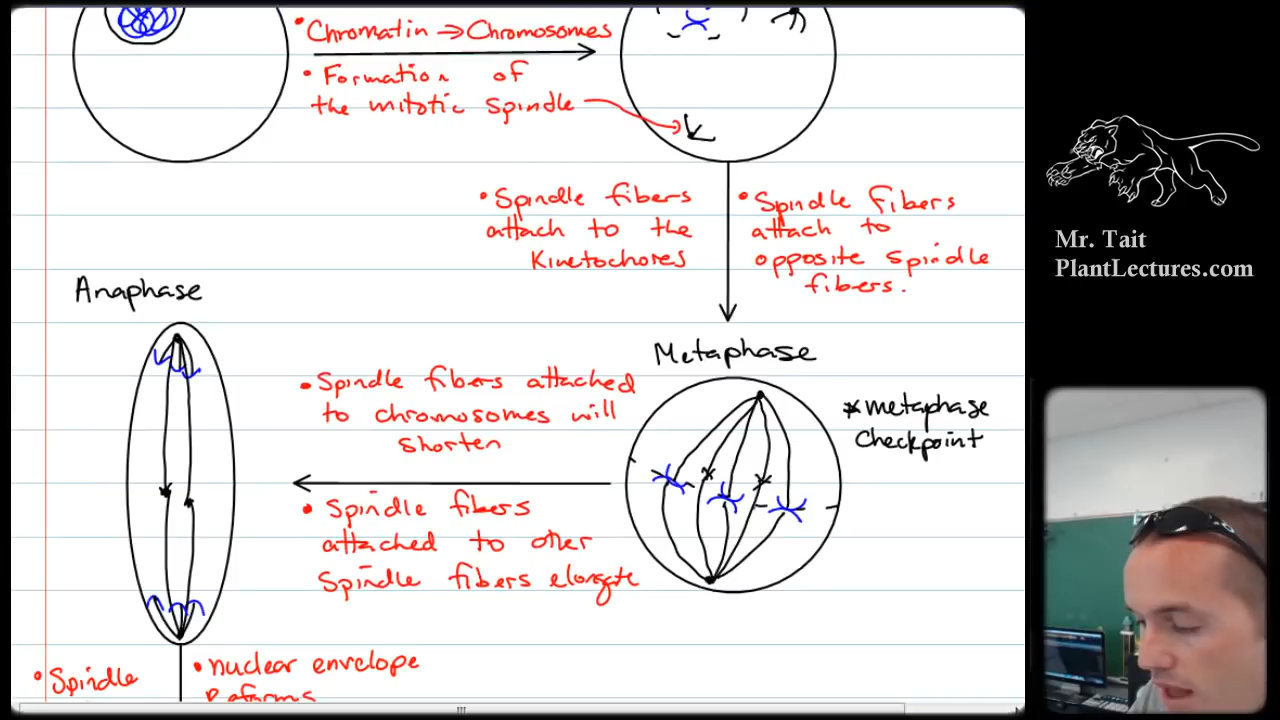 •Chromatin → Chromosomes
• Formation of
the mitotic spindle
• Spindle fibers
attach to the
Kinetochores
• Spindle fibers
attach to
opposite spindle
fibers.
Mr. Tait
PlantLectures.com
Anaphase
Metaphase
• Spindle fibers attached
to chromosomes will
shorten
*metaphase
checkpoint
• Spindle fibers
attached to other
Spindle fibers elongate
• Spindle
• nuclear envelope
Reforms